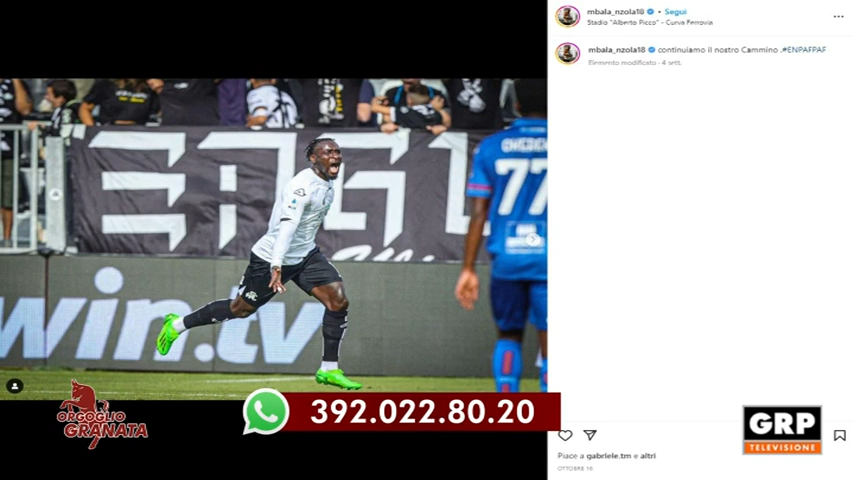 mbala_nzola18 • Segui
Stadio "Alberto Picco" - Curva Ferrovia
mbala_nzola18 continuiamo il nostro Cammino .#ENPAFPAF
Elemento modificato · 4 sett.
77
win.tv
ORGOGLIO
GRANATA
392.022.80.20
GRP
TELEVISIONE
Piace a gabriele.tm e altri
OTTOBRE 16